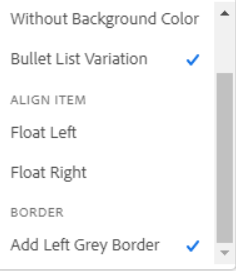 Without Background Color
Bullet List Variation
ALIGN ITEM
Float Left
Float Right
BORDER
Add Left Grey Border